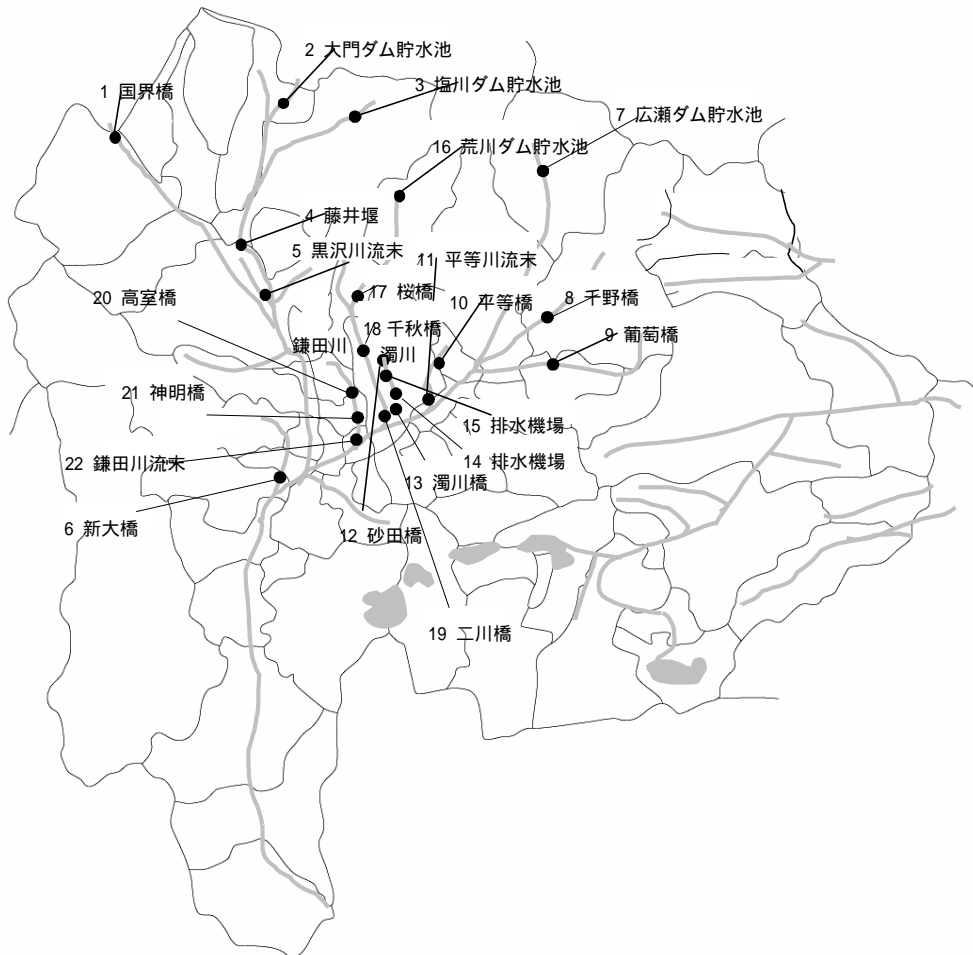 2 大門ダム貯水池
1 国界橋
3 塩川ダム貯水池
7 広瀬ダム貯水池
16 荒川ダム貯水池
4 藤井堰
5 黒沢川流末
11 平等川流末
20 高室橋
17 桜橋
10 平等橋
8 千野橋
18 千秋橋
9 葡萄橋
鎌田川
濁川
21 神明橋
15 排水機場
22 鎌田川流末
14 排水機場
13 濁川橋
6 新大橋
12 砂田橋
19 二川橋